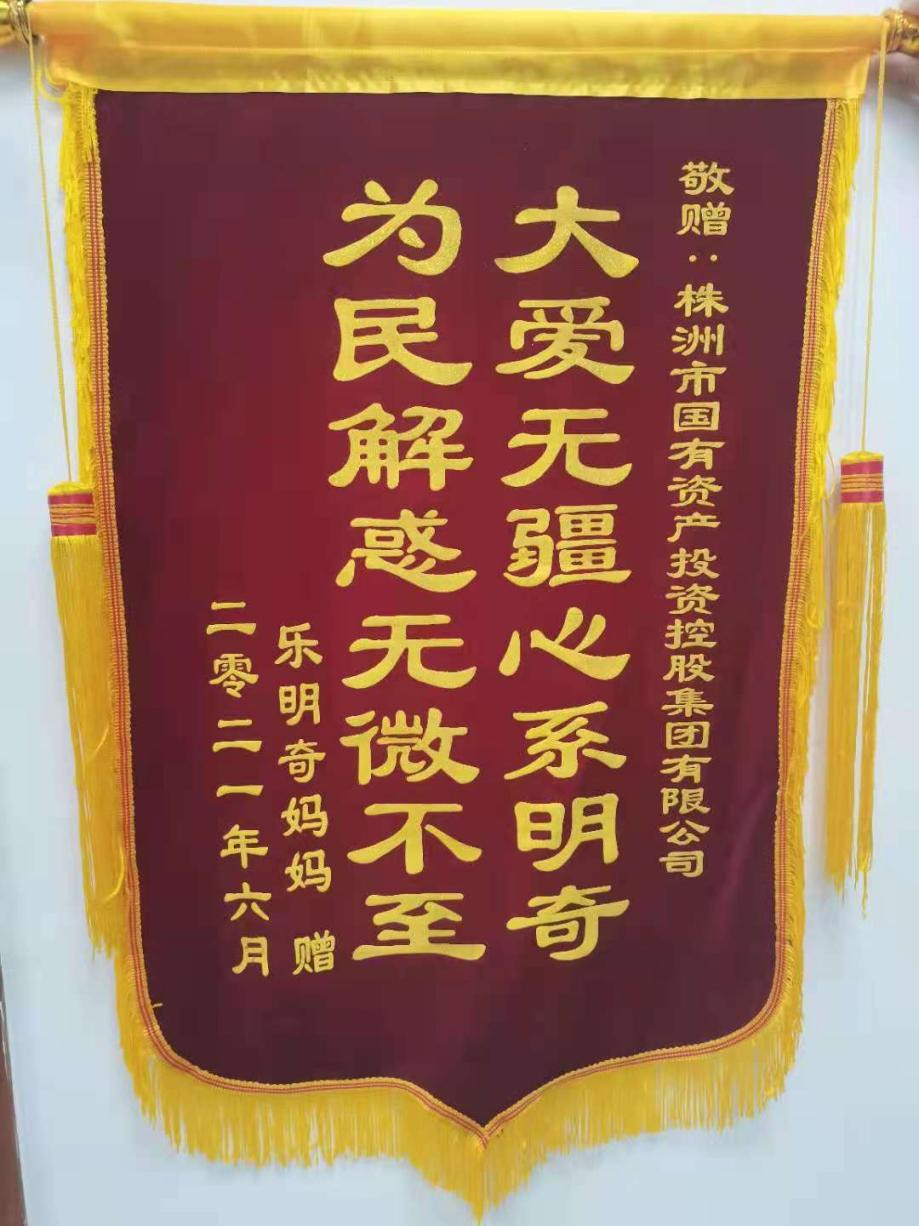 敬赠：株洲市国有资产投资控股集团有限公司
大爱无疆心系明奇
为民解惑无微不至
乐明奇妈妈 赠
二零二一年六月